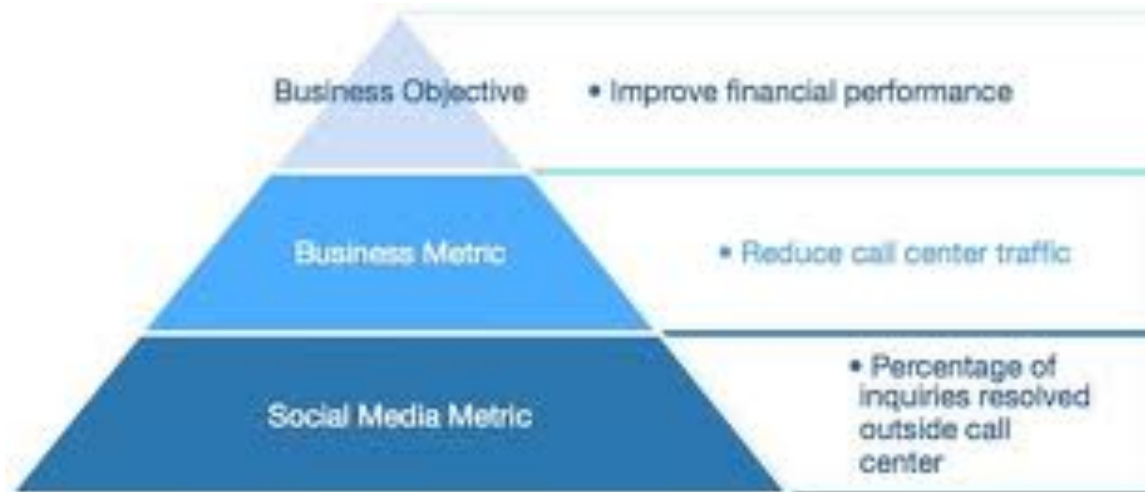 Business Objective
• Improve financial performance
Business Metric
• Reduce call center traffic
Social Media Metric
• Percentage of
inquiries resolved
outside call
center